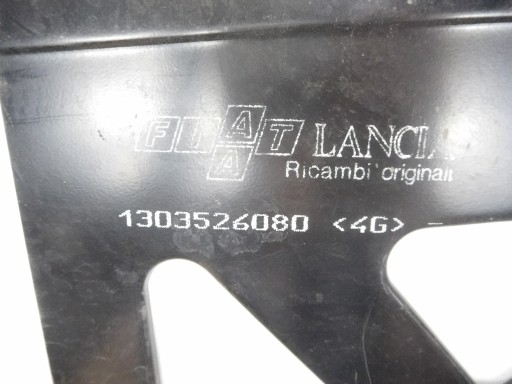 FIAT LANCIA
Ricambi originali
1303526080 <4G>